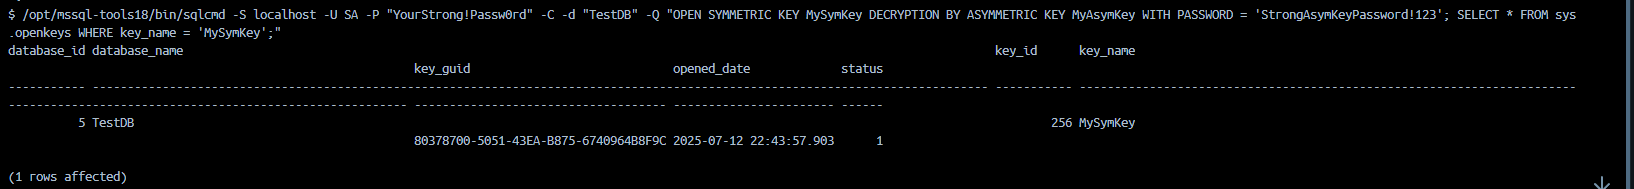 $ /opt/mssql-tools18/bin/sqlcmd -S localhost -U SA -P "YourStrong!Passw0rd" -C -d "TestDB" -Q "OPEN SYMMETRIC KEY MySymKey DECRYPTION BY ASYMMETRIC KEY MyAsymKey WITH PASSWORD = 'StrongAsymKeyPassword!123'; SELECT * FROM sys
.openkeys WHERE key_name = 'MySymKey';"
database_id database_name key_id key_name
key_guid opened_date status
----------- -------------------------------------------------------------------------------------------------------------------------------- ----------- -----------------------------------------------------------------------
--------------------------------------------------------- ------------------------------------ ----------------------- ------
5 TestDB 256 MySymKey
80378700-5051-43EA-B875-6740964B8F9C 2025-07-12 22:43:57.903 1
(1 rows affected)